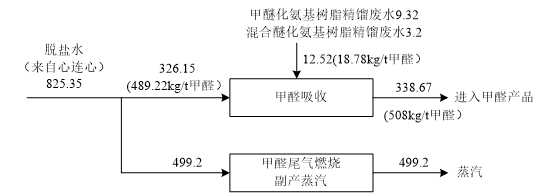 甲醚化氨基树脂精馏废水9.32
混合醚化氨基树脂精馏废水3.2
脱盐水
（来自心连心）
825.35
326.15
(489.22kg/t甲醛）
12.52(18.78kg/t甲醛）
甲醛吸收
338.67
(508kg/t甲醛）
进入甲醛产品
499.2
甲醛尾气燃烧
副产蒸汽
499.2
蒸汽